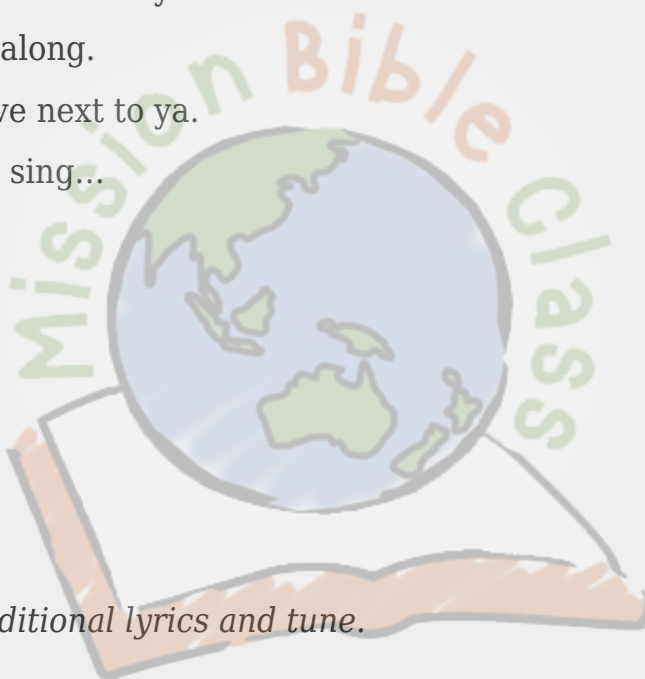 along.
Mission Bible Class
ve next to ya.
sing…
ditional lyrics and tune.